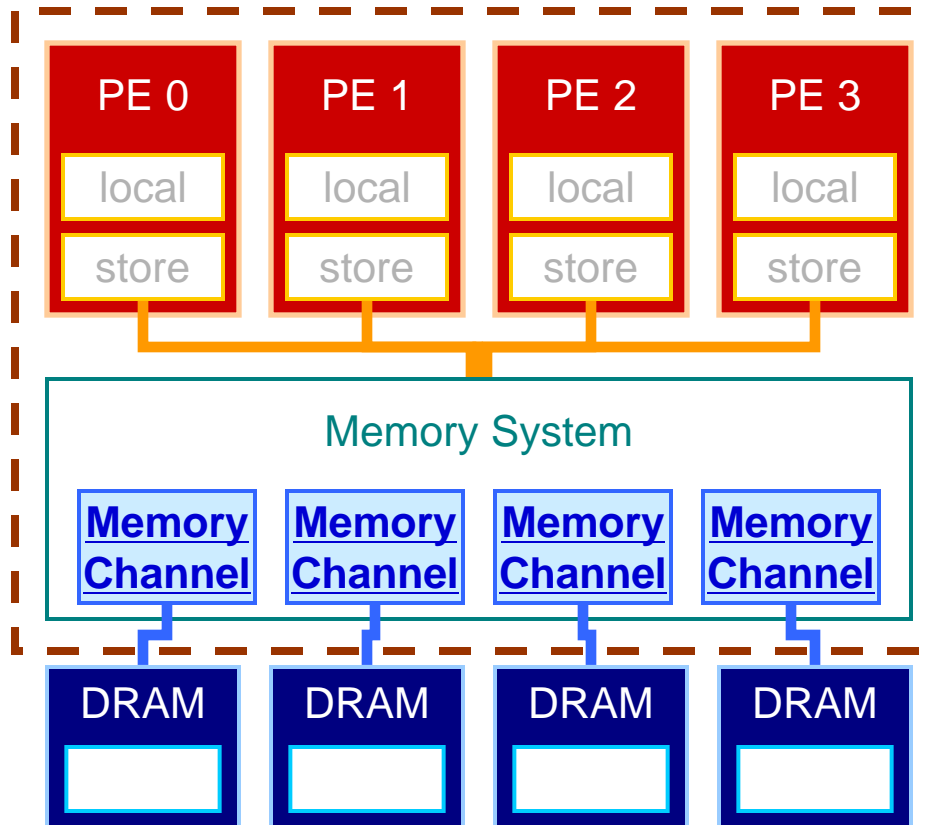 PE 0 PE 1 PE 2 PE 3
local local local local
store store store store
Memory System
Memory Memory Memory Memory
Channel Channel Channel Channel
DRAM DRAM DRAM DRAM